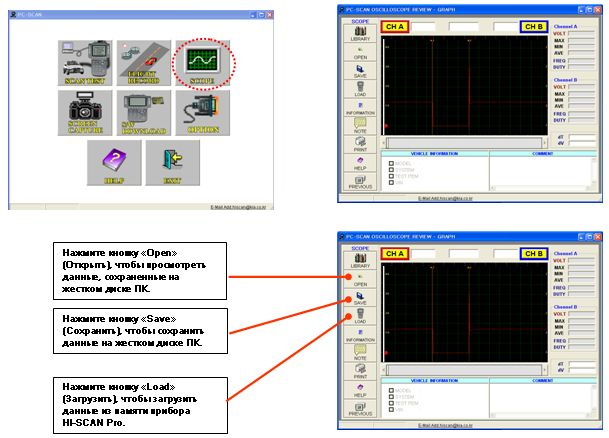 PC-SCAN
SCAN TEST
FLIGHT RECORD
SCOPE
SCREEN CAPTURE
S/W DOWNLOAD
OPTION
HELP
EXIT
E-Mail Add:hiscan@kia.co.kr
PC-SCAN OSCILLOSCOPE REVIEW - GRAPH
SCOPE
LIBRARY
OPEN
SAVE
LOAD
INFORMATION
NOTE
PRINT
HELP
PREVIOUS
CH A
CH B
Channel A
VOLT
MAX
MIN
AVE
FREQ
DUTY
Channel B
VOLT
MAX
MIN
AVE
FREQ
DUTY
dT
dV
VEHICLE INFORMATION
COMMENT
MODEL
SYSTEM
TEST ITEM
VIN
E-Mail Add:hiscan@kia.co.kr
Нажмите кнопку «Open»
(Открыть), чтобы просмотреть
данные, сохраненные на
жестком диске ПК.
Нажмите кнопку «Save»
(Сохранить), чтобы сохранить
данные на жестком диске ПК.
Нажмите кнопку «Load»
(Загрузить), чтобы загрузить
данные из памяти прибора
HI-SCAN Pro.
PC-SCAN OSCILLOSCOPE REVIEW - GRAPH
SCOPE
LIBRARY
OPEN
SAVE
LOAD
INFORMATION
NOTE
PRINT
HELP
PREVIOUS
CH A
CH B
Channel A
VOLT
MAX
MIN
AVE
FREQ
DUTY
Channel B
VOLT
MAX
MIN
AVE
FREQ
DUTY
dT
dV
VEHICLE INFORMATION
COMMENT
MODEL
SYSTEM
TEST ITEM
VIN
E-Mail Add:hiscan@kia.co.kr